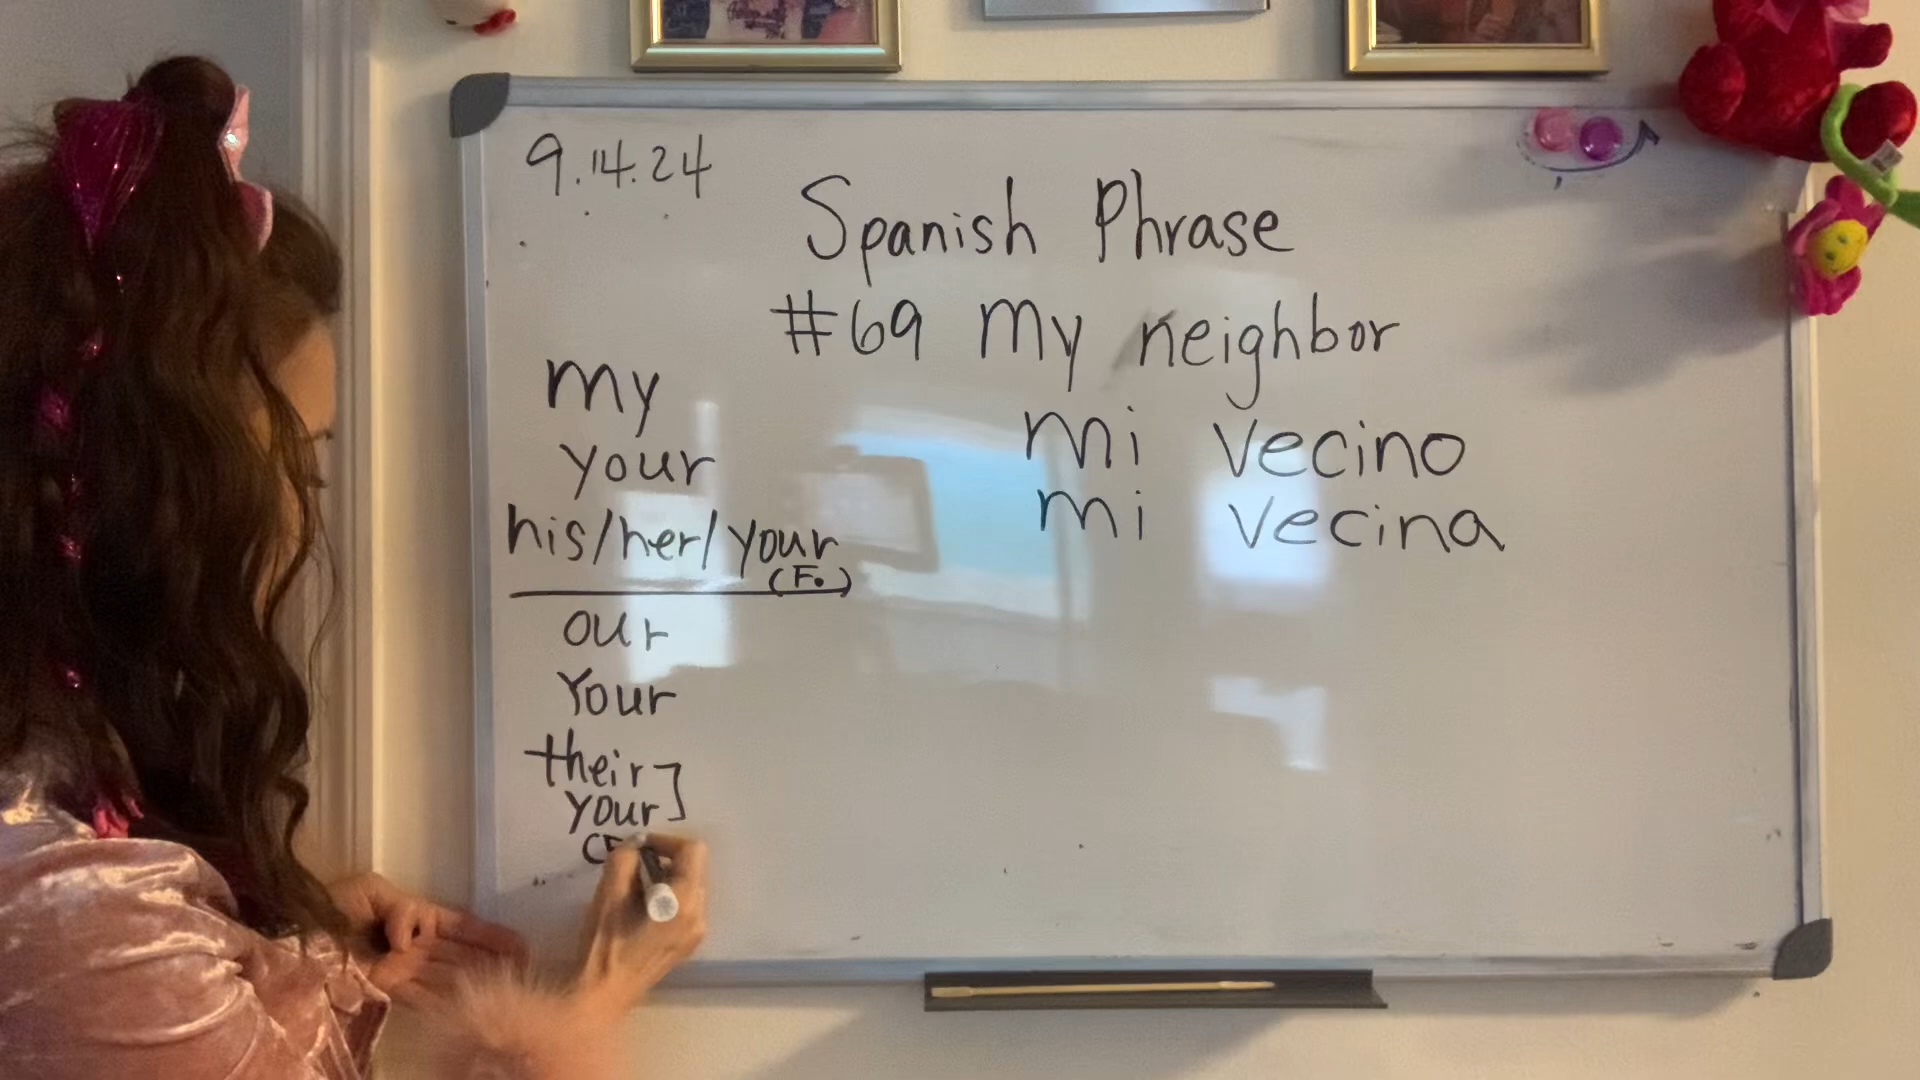 9.14.24
Spanish Phrase
#69 My neighbor
mi vecino
mi vecina
my
your
his/her/your
(F.)
our
Your
their
your]